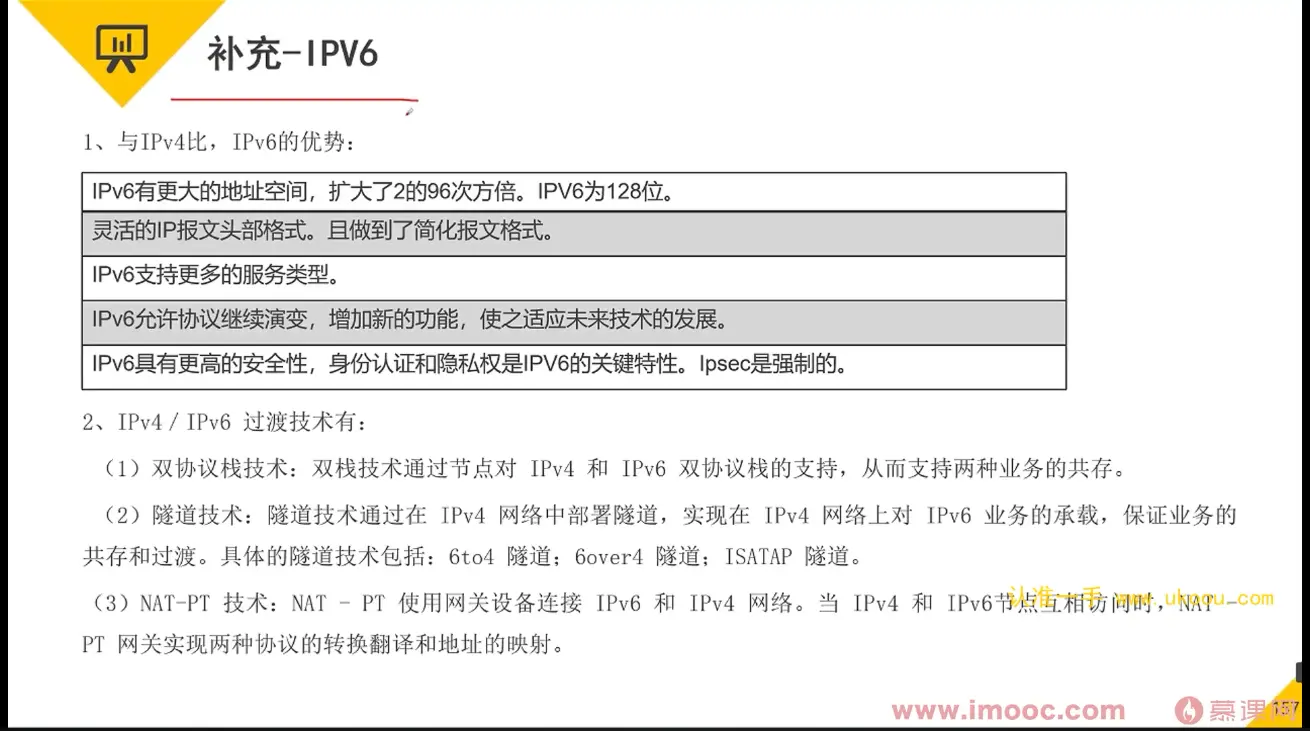 补充-IPV6
1、与IPv4比，IPv6的优势：
IPv6有更大的地址空间，扩大了2的96次方倍。IPV6为128位。
灵活的IP报文头部格式。且做到了简化报文格式。
IPv6支持更多的服务类型。
IPv6允许协议继续演变，增加新的功能，使之适应未来技术的发展。
IPv6具有更高的安全性，身份认证和隐私权是IPV6的关键特性。Ipsec是强制的。
2、IPv4 / IPv6 过渡技术有：
（1）双协议栈技术：双栈技术通过节点对 IPv4 和 IPv6 双协议栈的支持，从而支持两种业务的共存。
（2）隧道技术：隧道技术通过在 IPv4 网络中部署隧道，实现在 IPv4 网络上对 IPv6 业务的承载，保证业务的
共存和过渡。具体的隧道技术包括：6to4 隧道；6over4 隧道；ISATAP 隧道。
（3）NAT-PT 技术：NAT - PT 使用网关设备连接 IPv6 和 IPv4 网络。当 IPv4 和 IPv6节点互相访问时，NAT -
认准一手 www.ukoou.com
PT 网关实现两种协议的转换翻译和地址的映射。
www.imooc.com 慕课网
157